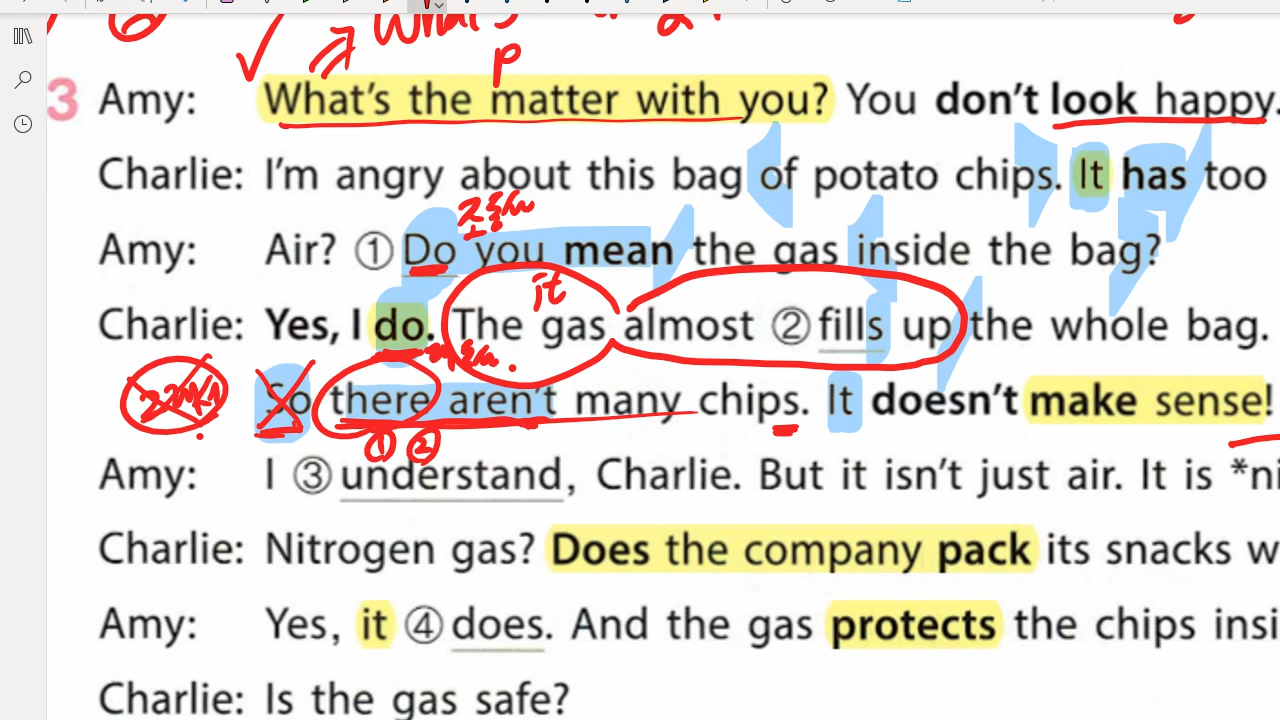 What's
p
3 Amy: What's the matter with you? You don't look happy.
Charlie: I'm angry about this bag of potato chips. It has too
조동사
Amy: Air? ① Do you mean the gas inside the bag?
it
Charlie: Yes, I do. The gas almost ② fills up the whole bag.
So there aren't many chips. It doesn't make sense!
① ②
Amy: I ③ understand, Charlie. But it isn't just air. It is *ni
Charlie: Nitrogen gas? Does the company pack its snacks w
Amy: Yes, it ④ does. And the gas protects the chips insi
Charlie: Is the gas safe?